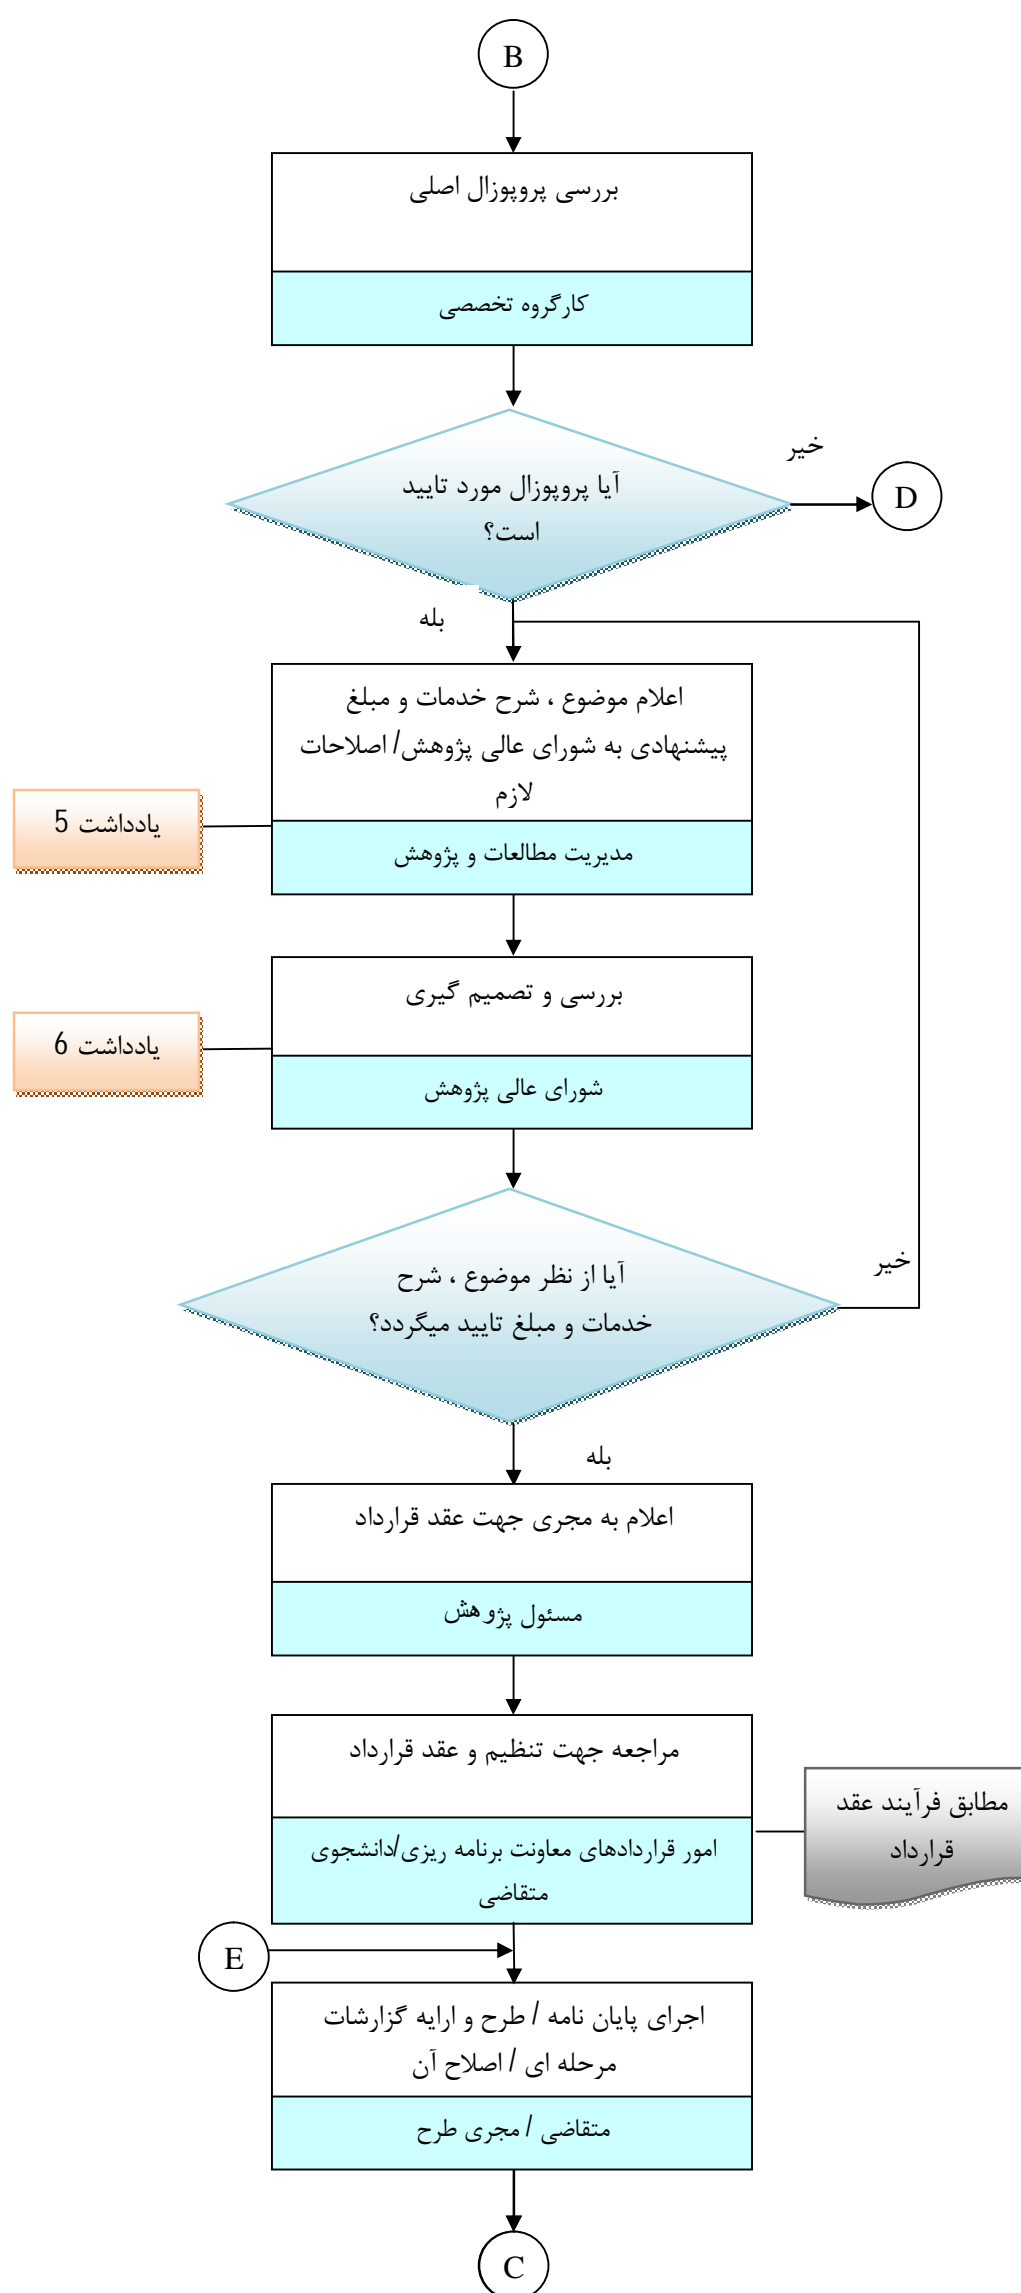 B
بررسی پروپوزال اصلی
کارگروه تخصصی
خیر
آیا پروپوزال مورد تایید
است؟
D
بله
اعلام موضوع ، شرح خدمات و مبلغ
پیشنهادی به شورای عالی پژوهش/ اصلاحات
لازم
یادداشت 5
مدیریت مطالعات و پژوهش
بررسی و تصمیم گیری
یادداشت 6
شورای عالی پژوهش
خیر
آیا از نظر موضوع ، شرح
خدمات و مبلغ تایید میگردد؟
بله
اعلام به مجری جهت عقد قرارداد
مسئول پژوهش
مراجعه جهت تنظیم و عقد قرارداد
مطابق فرآیند عقد
قرارداد
امور قراردادهای معاونت برنامه ریزی/دانشجوی
متقاضی
E
اجرای پایان نامه / طرح و ارایه گزارشات
مرحله ای / اصلاح آن
متقاضی / مجری طرح
C